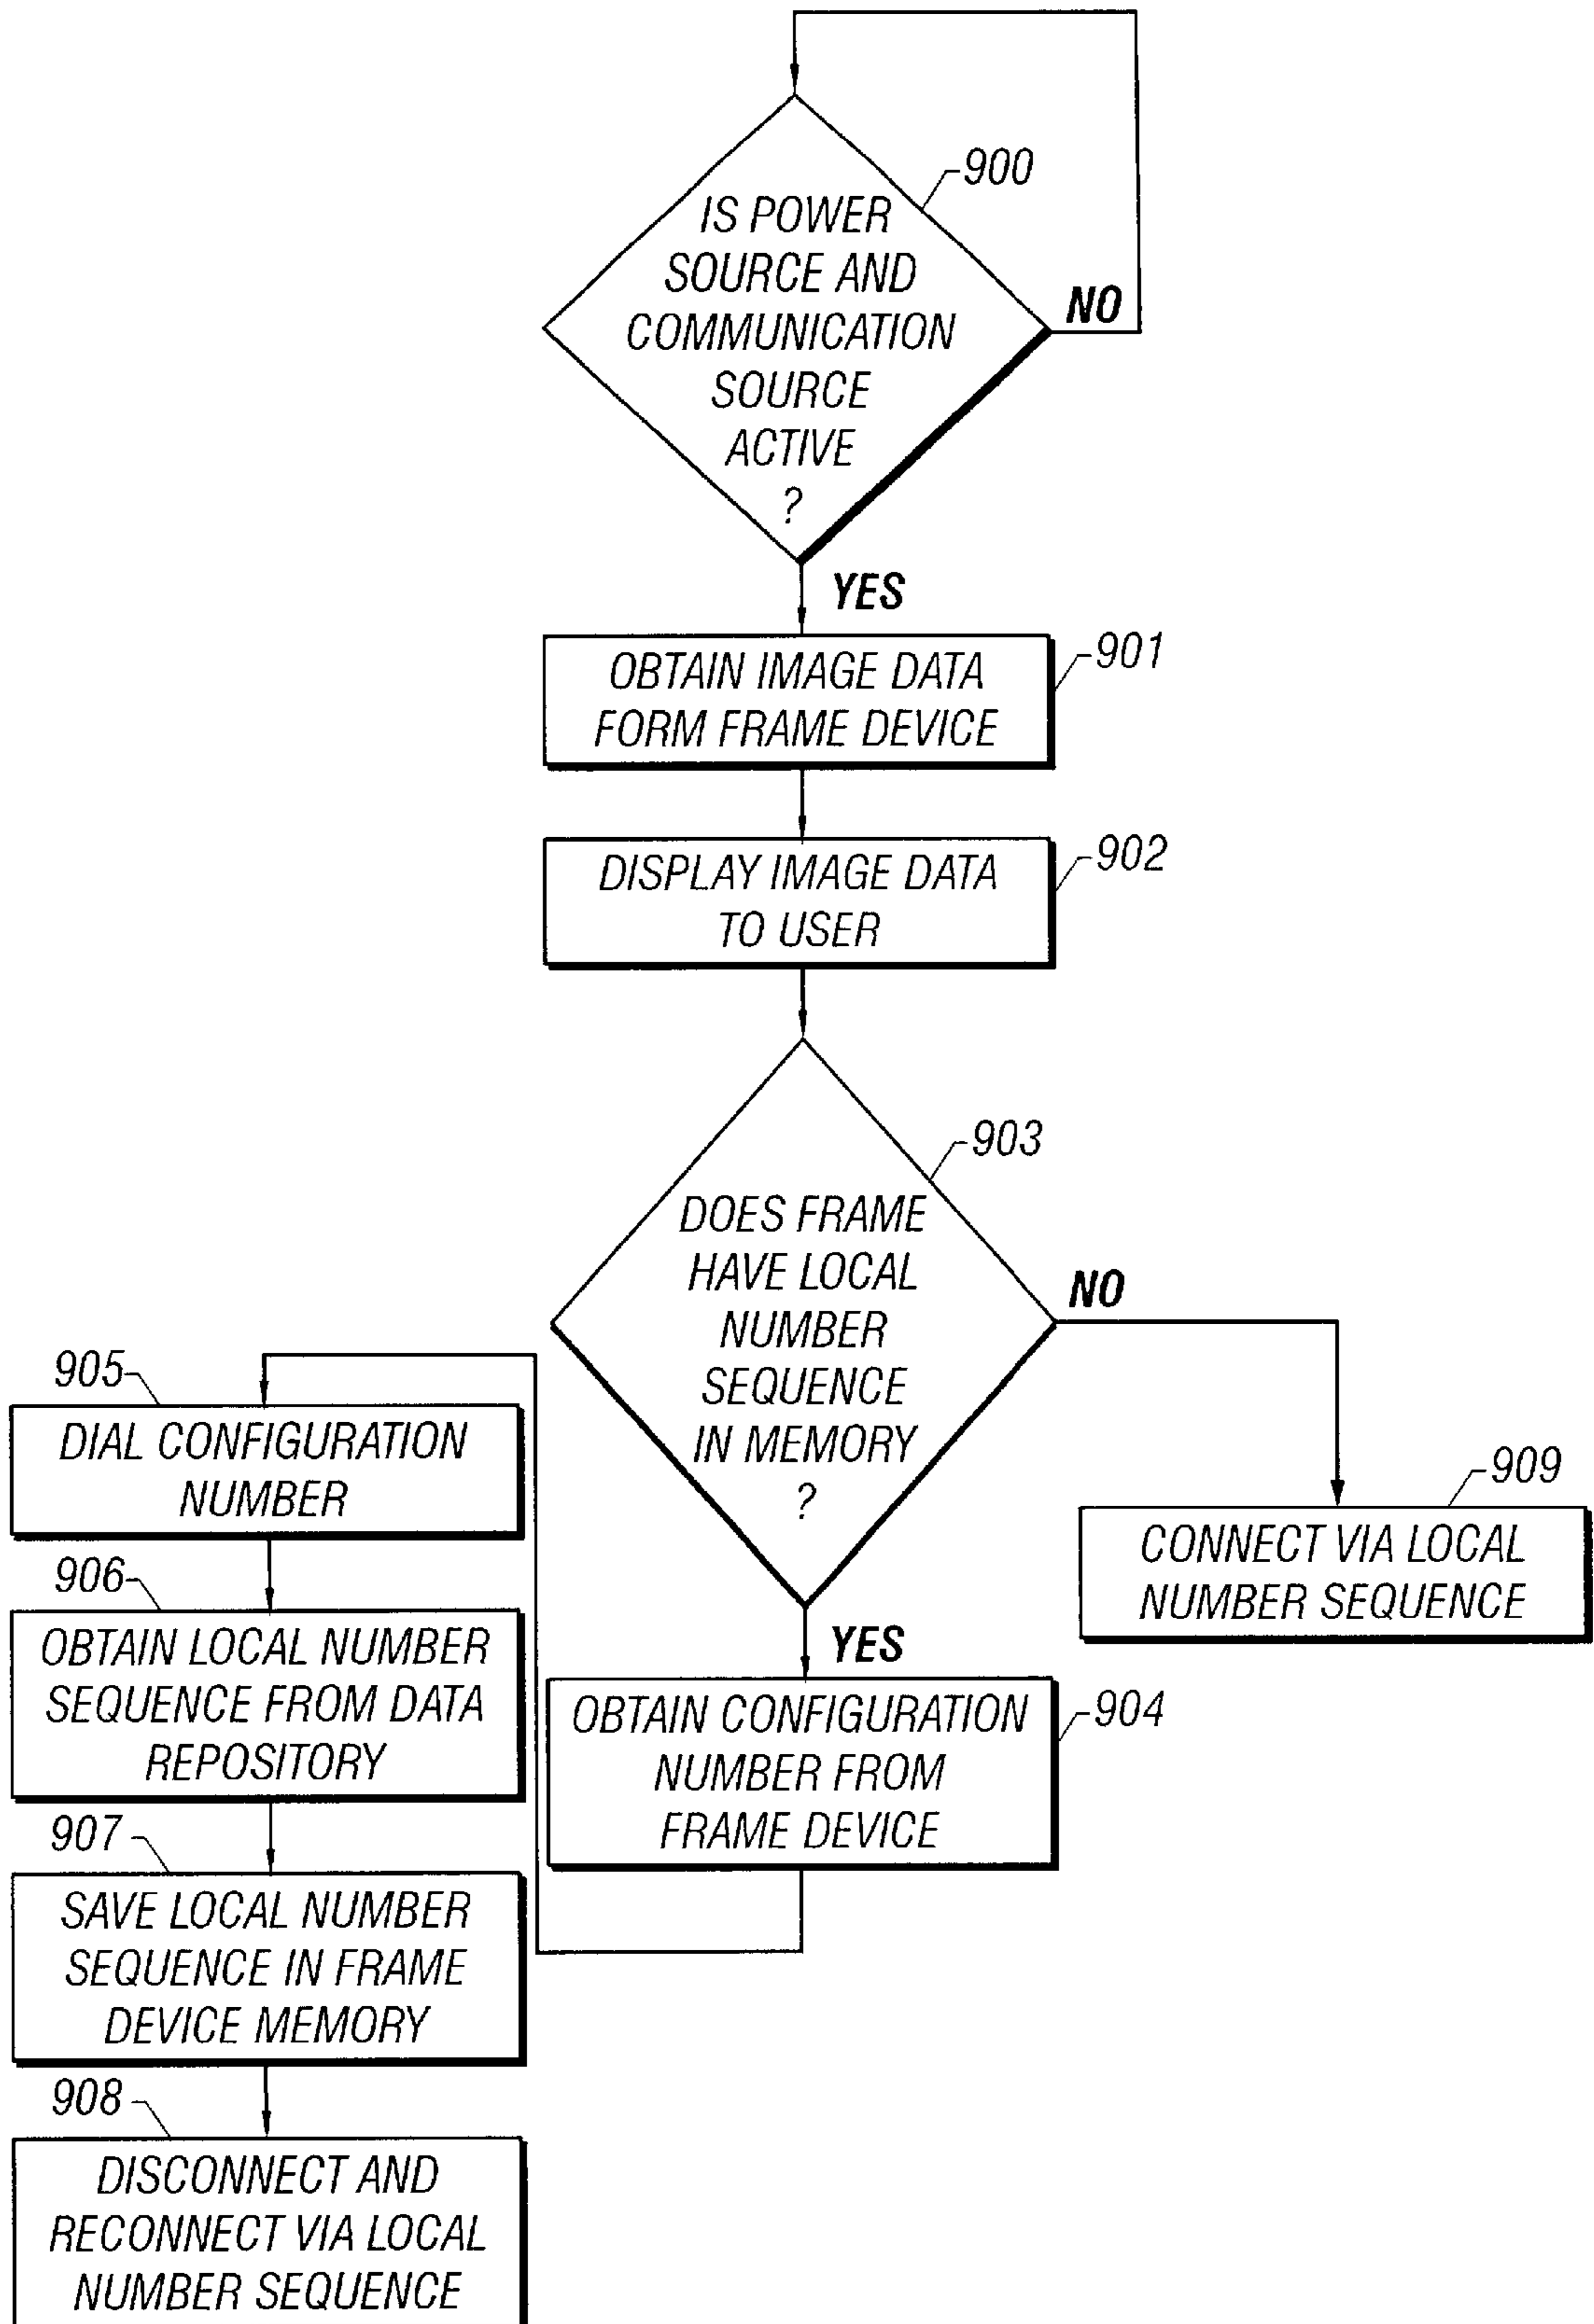 900
IS POWER
SOURCE AND
COMMUNICATION
SOURCE
ACTIVE
?
NO
YES
901
OBTAIN IMAGE DATA
FORM FRAME DEVICE
902
DISPLAY IMAGE DATA
TO USER
903
DOES FRAME
HAVE LOCAL
NUMBER
SEQUENCE
IN MEMORY
?
NO
YES
909
CONNECT VIA LOCAL
NUMBER SEQUENCE
904
OBTAIN CONFIGURATION
NUMBER FROM
FRAME DEVICE
905
DIAL CONFIGURATION
NUMBER
906
OBTAIN LOCAL NUMBER
SEQUENCE FROM DATA
REPOSITORY
907
SAVE LOCAL NUMBER
SEQUENCE IN FRAME
DEVICE MEMORY
908
DISCONNECT AND
RECONNECT VIA LOCAL
NUMBER SEQUENCE